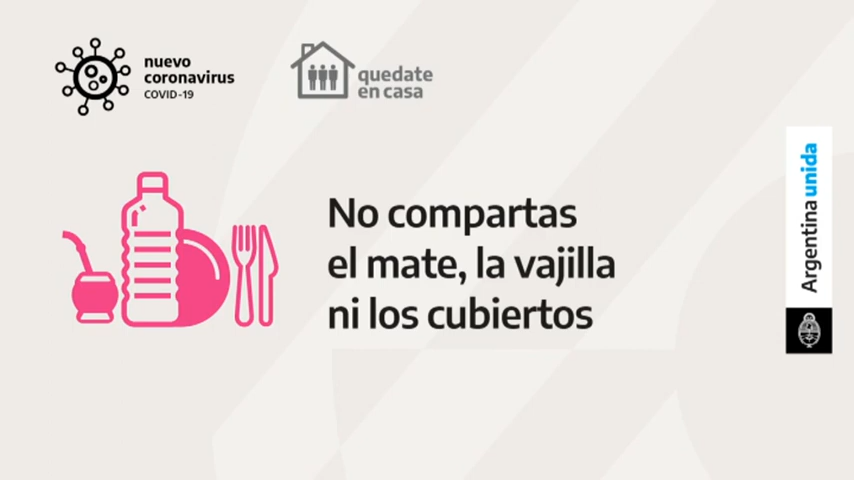 nuevo
coronavirus
COVID-19
quedate
en casa
No compartas
el mate, la vajilla
ni los cubiertos
Argentina unida